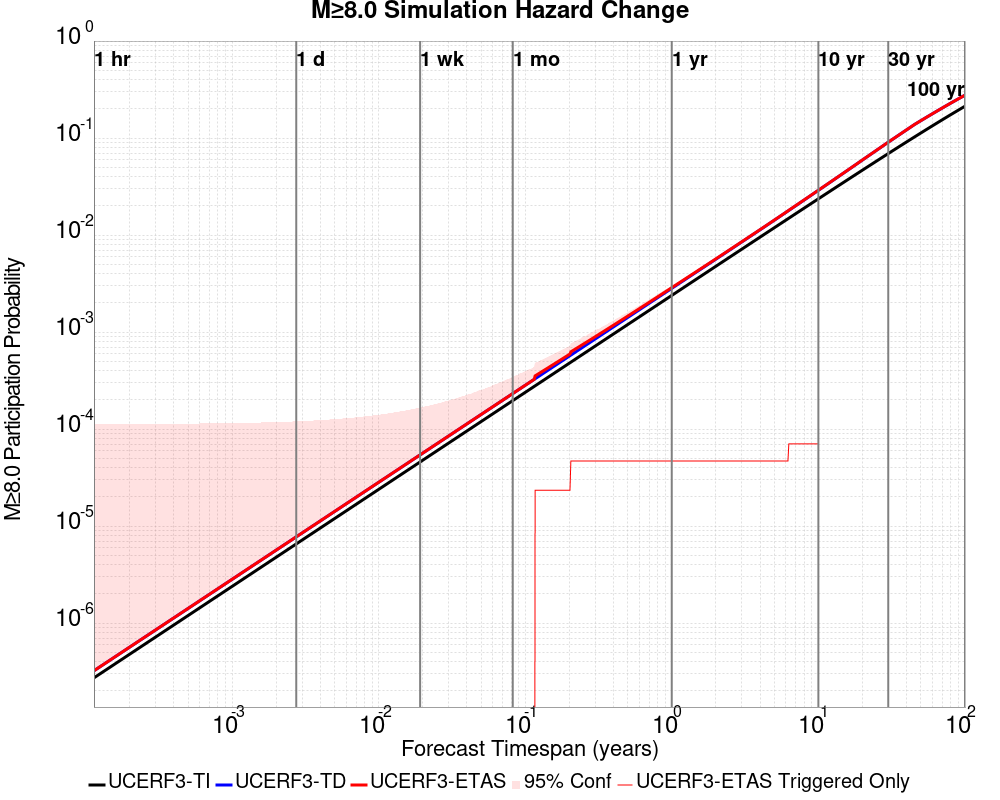 M≥8.0 Simulation Hazard Change
10 0
1 hr 1 d 1 wk 1 mo 1 yr 10 yr 30 yr
100 yr
10 -1
10 -2
10 -3
10 -4
10 -5
10 -6
M≥8.0 Participation Probability
10 -3 10 -2 10 -1 10 0 10 1 10 2
Forecast Timespan (years)
UCERF3-TI UCERF3-TD UCERF3-ETAS 95% Conf UCERF3-ETAS Triggered Only